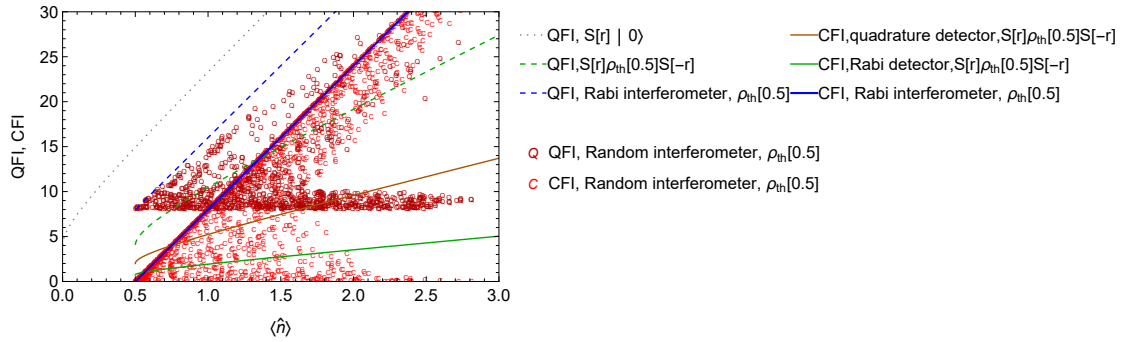 30
25
20
15
10
5
0
QFI, CFI
0.0 0.5 1.0 1.5 2.0 2.5 3.0
⟨n̂⟩
QFI, S[r] | 0⟩
QFI,S[r]ρth[0.5]S[-r]
QFI, Rabi interferometer, ρth[0.5]
CFI,quadrature detector,S[r]ρth[0.5]S[-r]
CFI,Rabi detector,S[r]ρth[0.5]S[-r]
CFI, Rabi interferometer, ρth[0.5]
Q QFI, Random interferometer, ρth[0.5]
C CFI, Random interferometer, ρth[0.5]